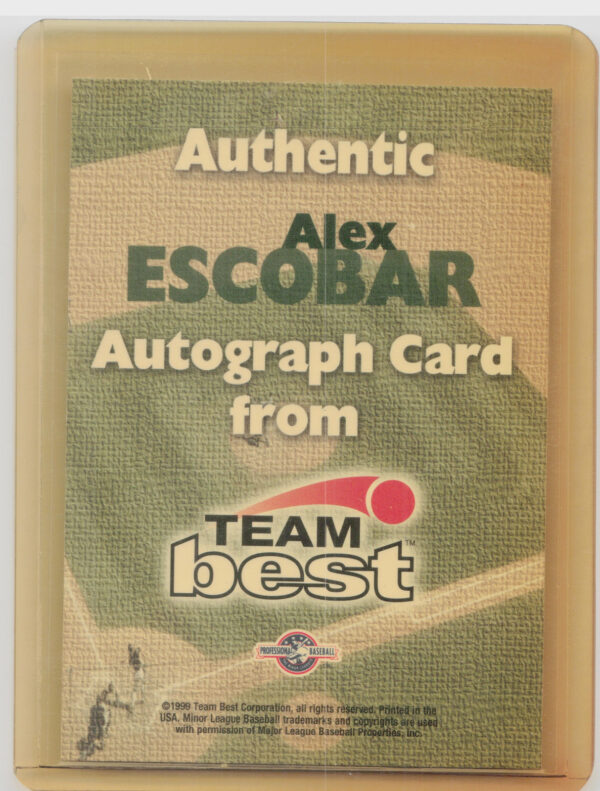 Authentic
Alex
ESCOBAR
Autograph Card
from
TEAM
best™
PROFESSIONAL BASEBALL
©1999 Team Best Corporation, all rights reserved. Printed in the
USA. Minor League Baseball trademarks and copyrights are used
with permission of Major League Baseball Properties, Inc.